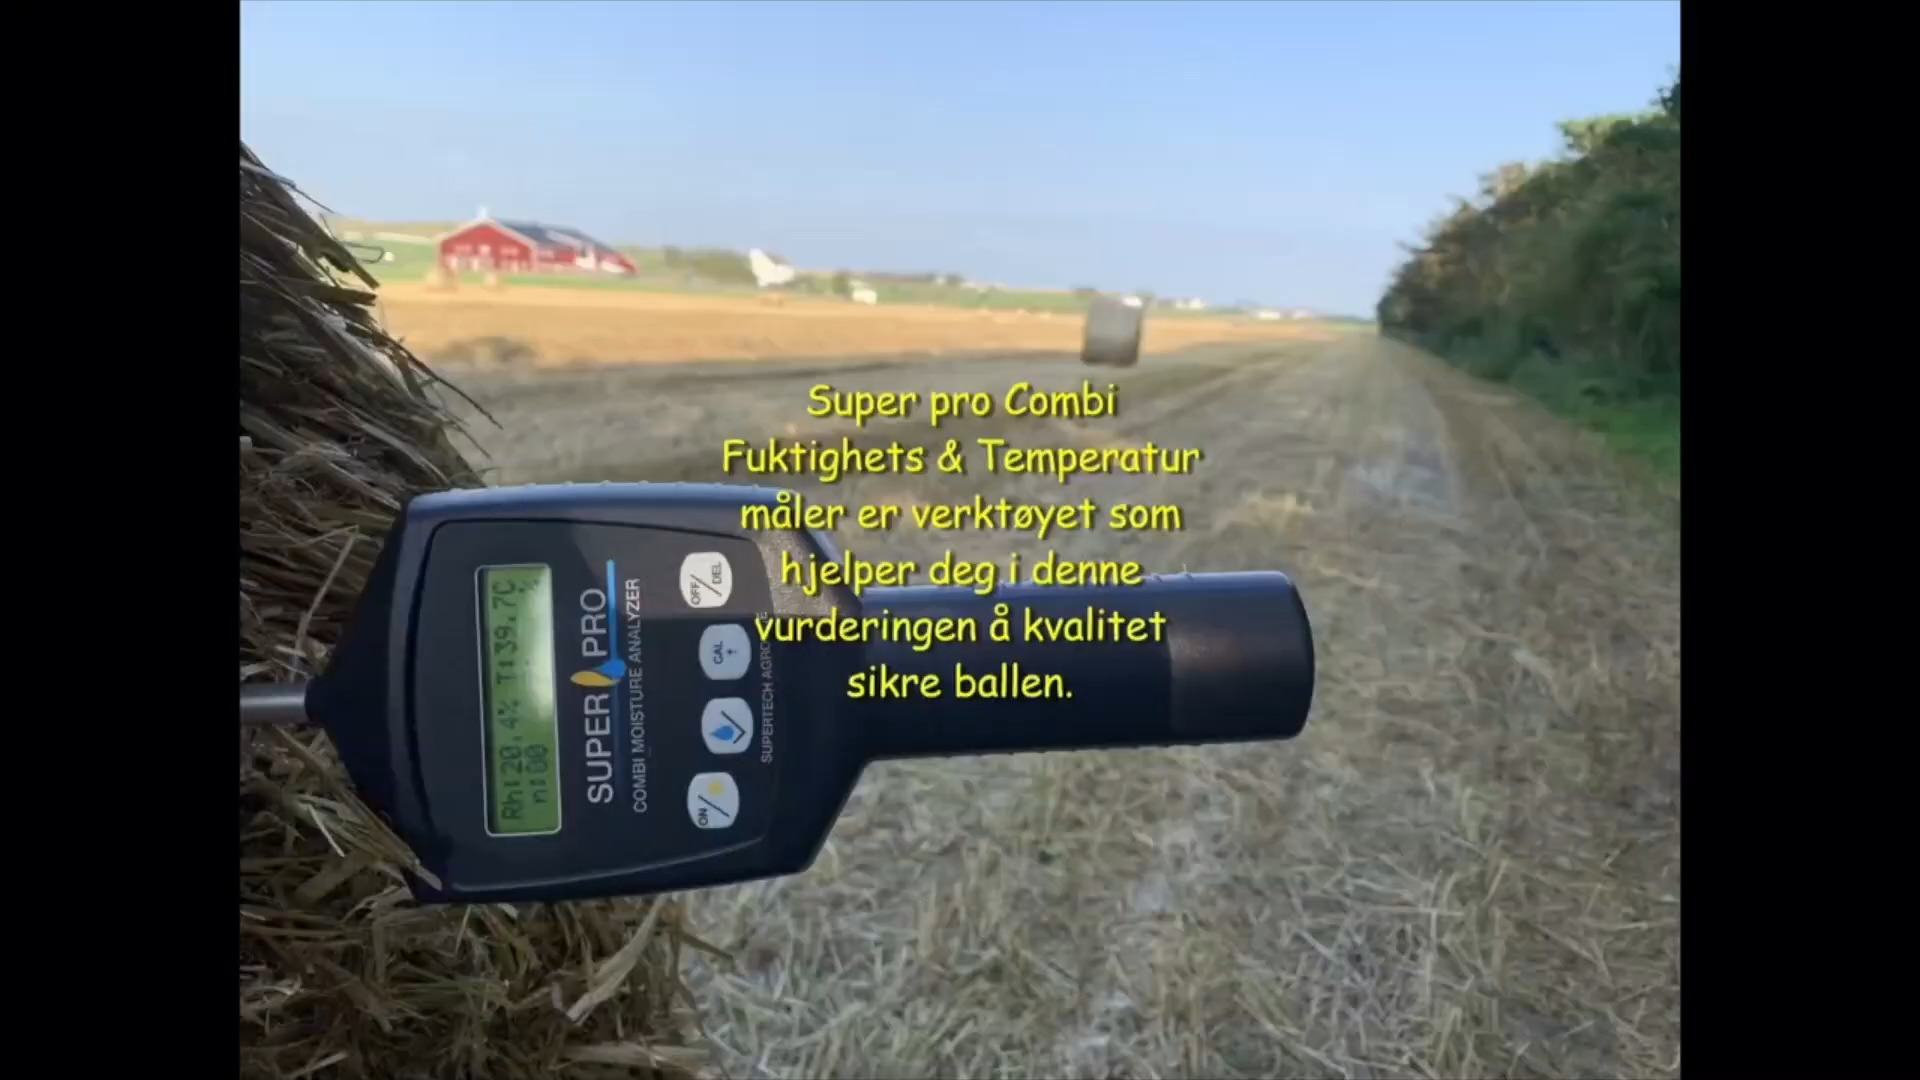 Super pro Combi
Fuktighets & Temperatur
måler er verktøyet som
hjelper deg i denne
vurderingen å kvalitet
sikre ballen.
Rh:20.4% T:39.7C
n:00
SUPER PRO
COMBI MOISTURE ANALYZER
OFF/DEL
CAL
ON/
SUPERTECH AGROLINE